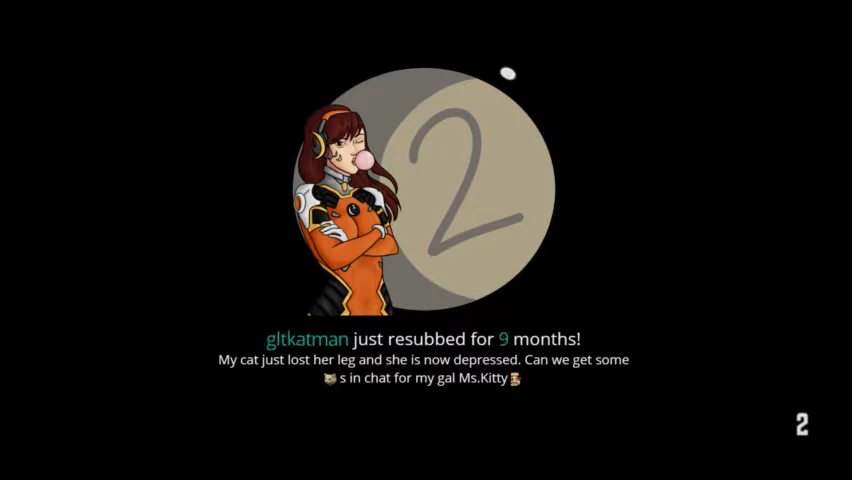 2
gltkatman just resubbed for 9 months!
My cat just lost her leg and she is now depressed. Can we get some
s in chat for my gal Ms.Kitty
2